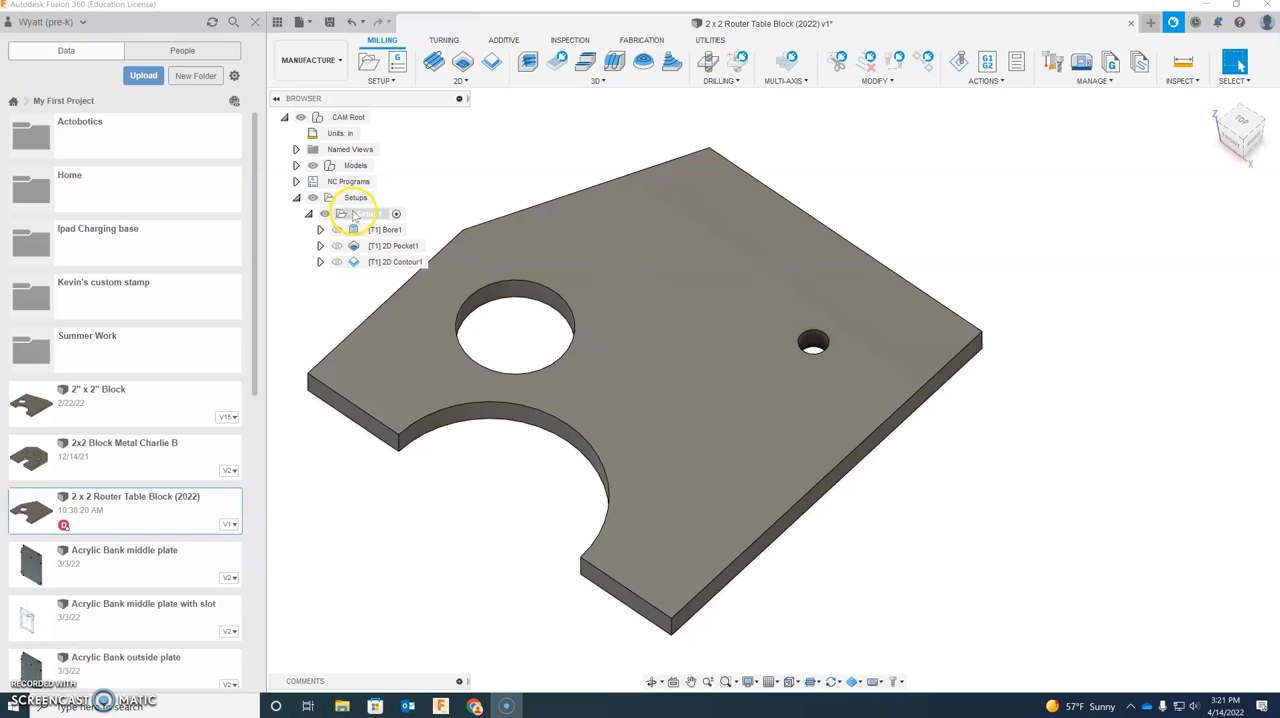 Autodesk Fusion 360 (Education License)
Wyatt (pre-k)
2 x 2 Router Table Block (2022) v1*
Data
People
Upload
New Folder
My First Project
Actobotics
Home
Ipad Charging base
Kevin's custom stamp
Summer Work
2" x 2" Block
2/22/22
V15
2x2 Block Metal Charlie B
12/14/21
V2
2 x 2 Router Table Block (2022)
10:38:20 AM
V1
Acrylic Bank middle plate
3/3/22
V2
Acrylic Bank middle plate with slot
3/3/22
V2
Acrylic Bank outside plate
3/3/22
V2
MANUFACTURE
MILLING
TURNING
ADDITIVE
INSPECTION
FABRICATION
UTILITIES
G
G1
G2
SETUP
2D
3D
DRILLING
MULTI-AXIS
MODIFY
ACTIONS
MANAGE
INSPECT
SELECT
BROWSER
CAM Root
Units: in
Named Views
Models
NC Programs
Setups
[T1] Bore1
[T1] 2D Pocket1
[T1] 2D Contour1
Z
TOP
X
COMMENTS
RECORDED WITH
SCREENCAST MATIC
Type here to search
57°F Sunny
3:21 PM
4/14/2022